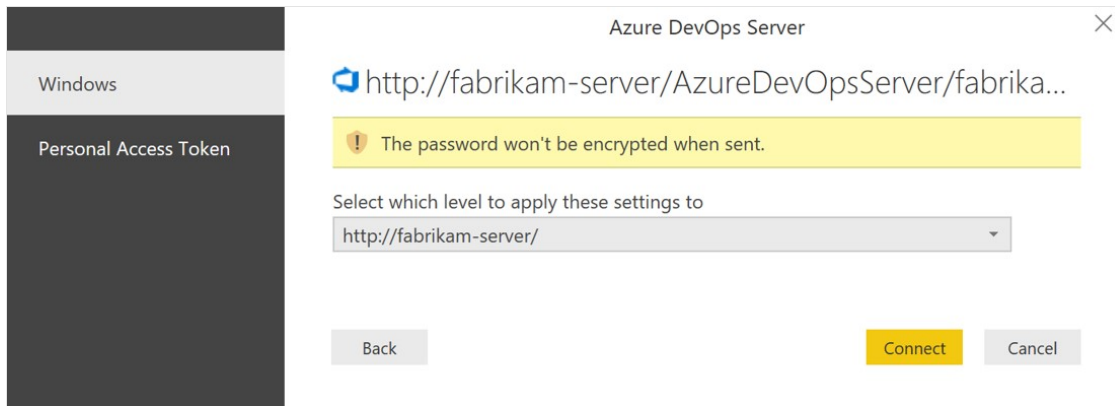 Azure DevOps Server
Windows
Personal Access Token
http://fabrikam-server/AzureDevOpsServer/fabrika...
The password won't be encrypted when sent.
Select which level to apply these settings to
http://fabrikam-server/
Back
Connect
Cancel